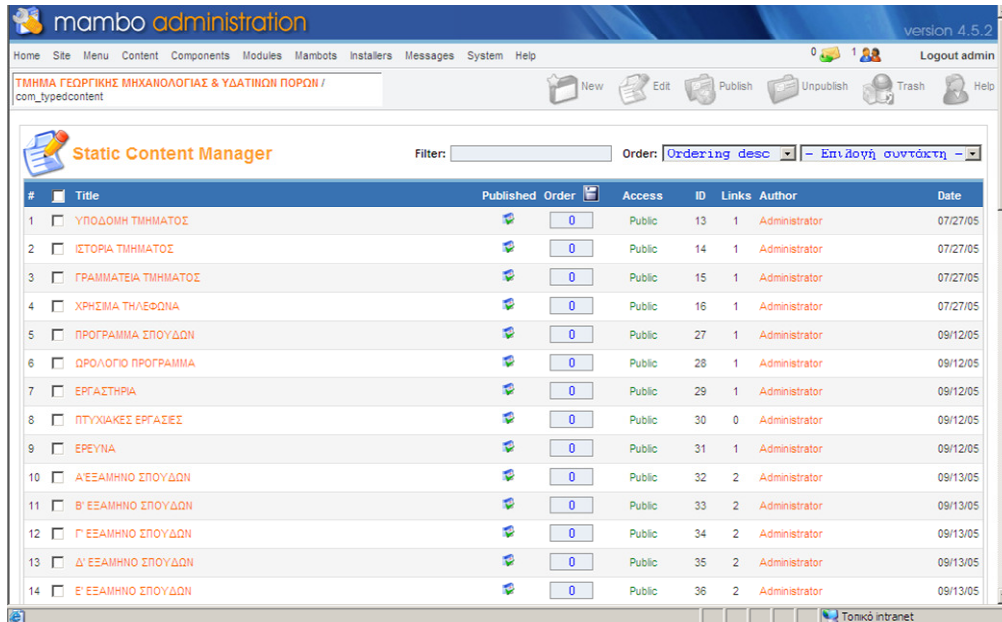 mambo administration
version 4.5.2
Home Site Menu Content Components Modules Mambots Installers Messages System Help 0 1 Logout admin
ΤΜΗΜΑ ΓΕΩΡΓΙΚΗΣ ΜΗΧΑΝΟΛΟΓΙΑΣ & ΥΔΑΤΙΝΩΝ ΠΟΡΩΝ /
com_typedcontent
New Edit Publish Unpublish Trash Help
Static Content Manager Filter: Order: Ordering desc - Επιλογή συντάκτη -
# Title Published Order Access ID Links Author Date
1 ΥΠΟΔΟΜΗ ΤΜΗΜΑΤΟΣ 0 Public 13 1 Administrator 07/27/05
2 ΙΣΤΟΡΙΑ ΤΜΗΜΑΤΟΣ 0 Public 14 1 Administrator 07/27/05
3 ΓΡΑΜΜΑΤΕΙΑ ΤΜΗΜΑΤΟΣ 0 Public 15 1 Administrator 07/27/05
4 ΧΡΗΣΙΜΑ ΤΗΛΕΦΩΝΑ 0 Public 16 1 Administrator 07/27/05
5 ΠΡΟΓΡΑΜΜΑ ΣΠΟΥΔΩΝ 0 Public 27 1 Administrator 09/12/05
6 ΩΡΟΛΟΓΙΟ ΠΡΟΓΡΑΜΜΑ 0 Public 28 1 Administrator 09/12/05
7 ΕΡΓΑΣΤΗΡΙΑ 0 Public 29 1 Administrator 09/12/05
8 ΠΤΥΧΙΑΚΕΣ ΕΡΓΑΣΙΕΣ 0 Public 30 0 Administrator 09/12/05
9 ΕΡΕΥΝΑ 0 Public 31 1 Administrator 09/12/05
10 Α'ΕΞΑΜΗΝΟ ΣΠΟΥΔΩΝ 0 Public 32 2 Administrator 09/13/05
11 Β' ΕΞΑΜΗΝΟ ΣΠΟΥΔΩΝ 0 Public 33 2 Administrator 09/13/05
12 Γ' ΕΞΑΜΗΝΟ ΣΠΟΥΔΩΝ 0 Public 34 2 Administrator 09/13/05
13 Δ' ΕΞΑΜΗΝΟ ΣΠΟΥΔΩΝ 0 Public 35 2 Administrator 09/13/05
14 Ε' ΕΞΑΜΗΝΟ ΣΠΟΥΔΩΝ 0 Public 36 2 Administrator 09/13/05
Τοπικό intranet